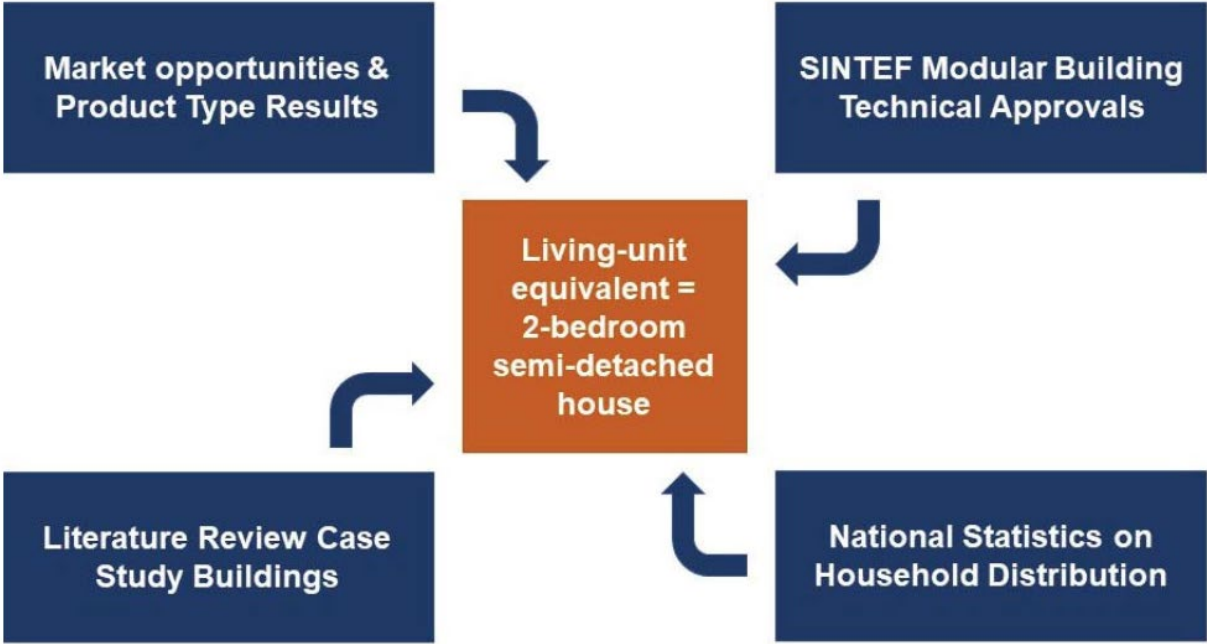 Market opportunities &
Product Type Results
SINTEF Modular Building
Technical Approvals
Living-unit
equivalent =
2-bedroom
semi-detached
house
Literature Review Case
Study Buildings
National Statistics on
Household Distribution